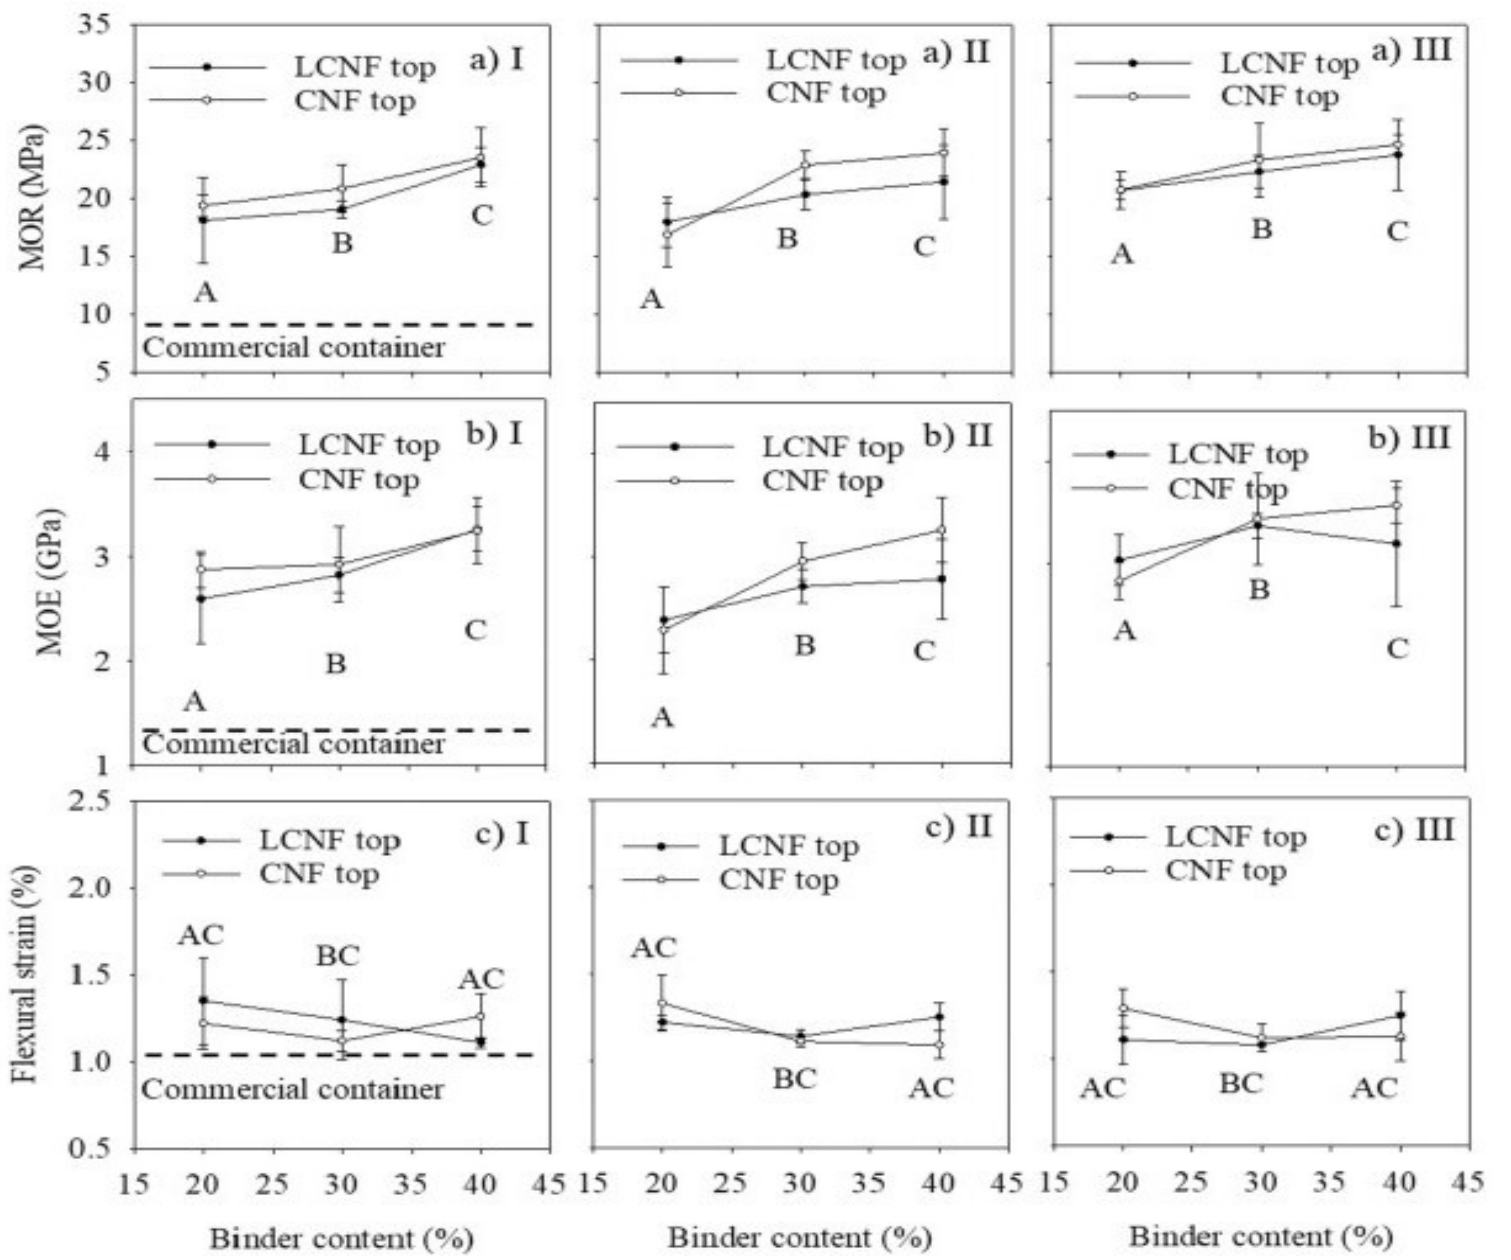 35
30
25
20
15
10
5
MOR (MPa)
LCNF top
CNF top
a) I
A
B
C
Commercial container
LCNF top
CNF top
a) II
A
B
C
LCNF top
CNF top
a) III
A
B
C
4
3
2
1
MOE (GPa)
LCNF top
CNF top
b) I
A
B
C
Commercial container
LCNF top
CNF top
b) II
A
B
C
LCNF top
CNF top
b) III
A
B
C
2.5
2.0
1.5
1.0
0.5
Flexural strain (%)
LCNF top
CNF top
c) I
AC
BC
AC
Commercial container
LCNF top
CNF top
c) II
AC
BC
AC
LCNF top
CNF top
c) III
AC
BC
AC
15 20 25 30 35 40 45
15 20 25 30 35 40 45
15 20 25 30 35 40 45
Binder content (%)
Binder content (%)
Binder content (%)